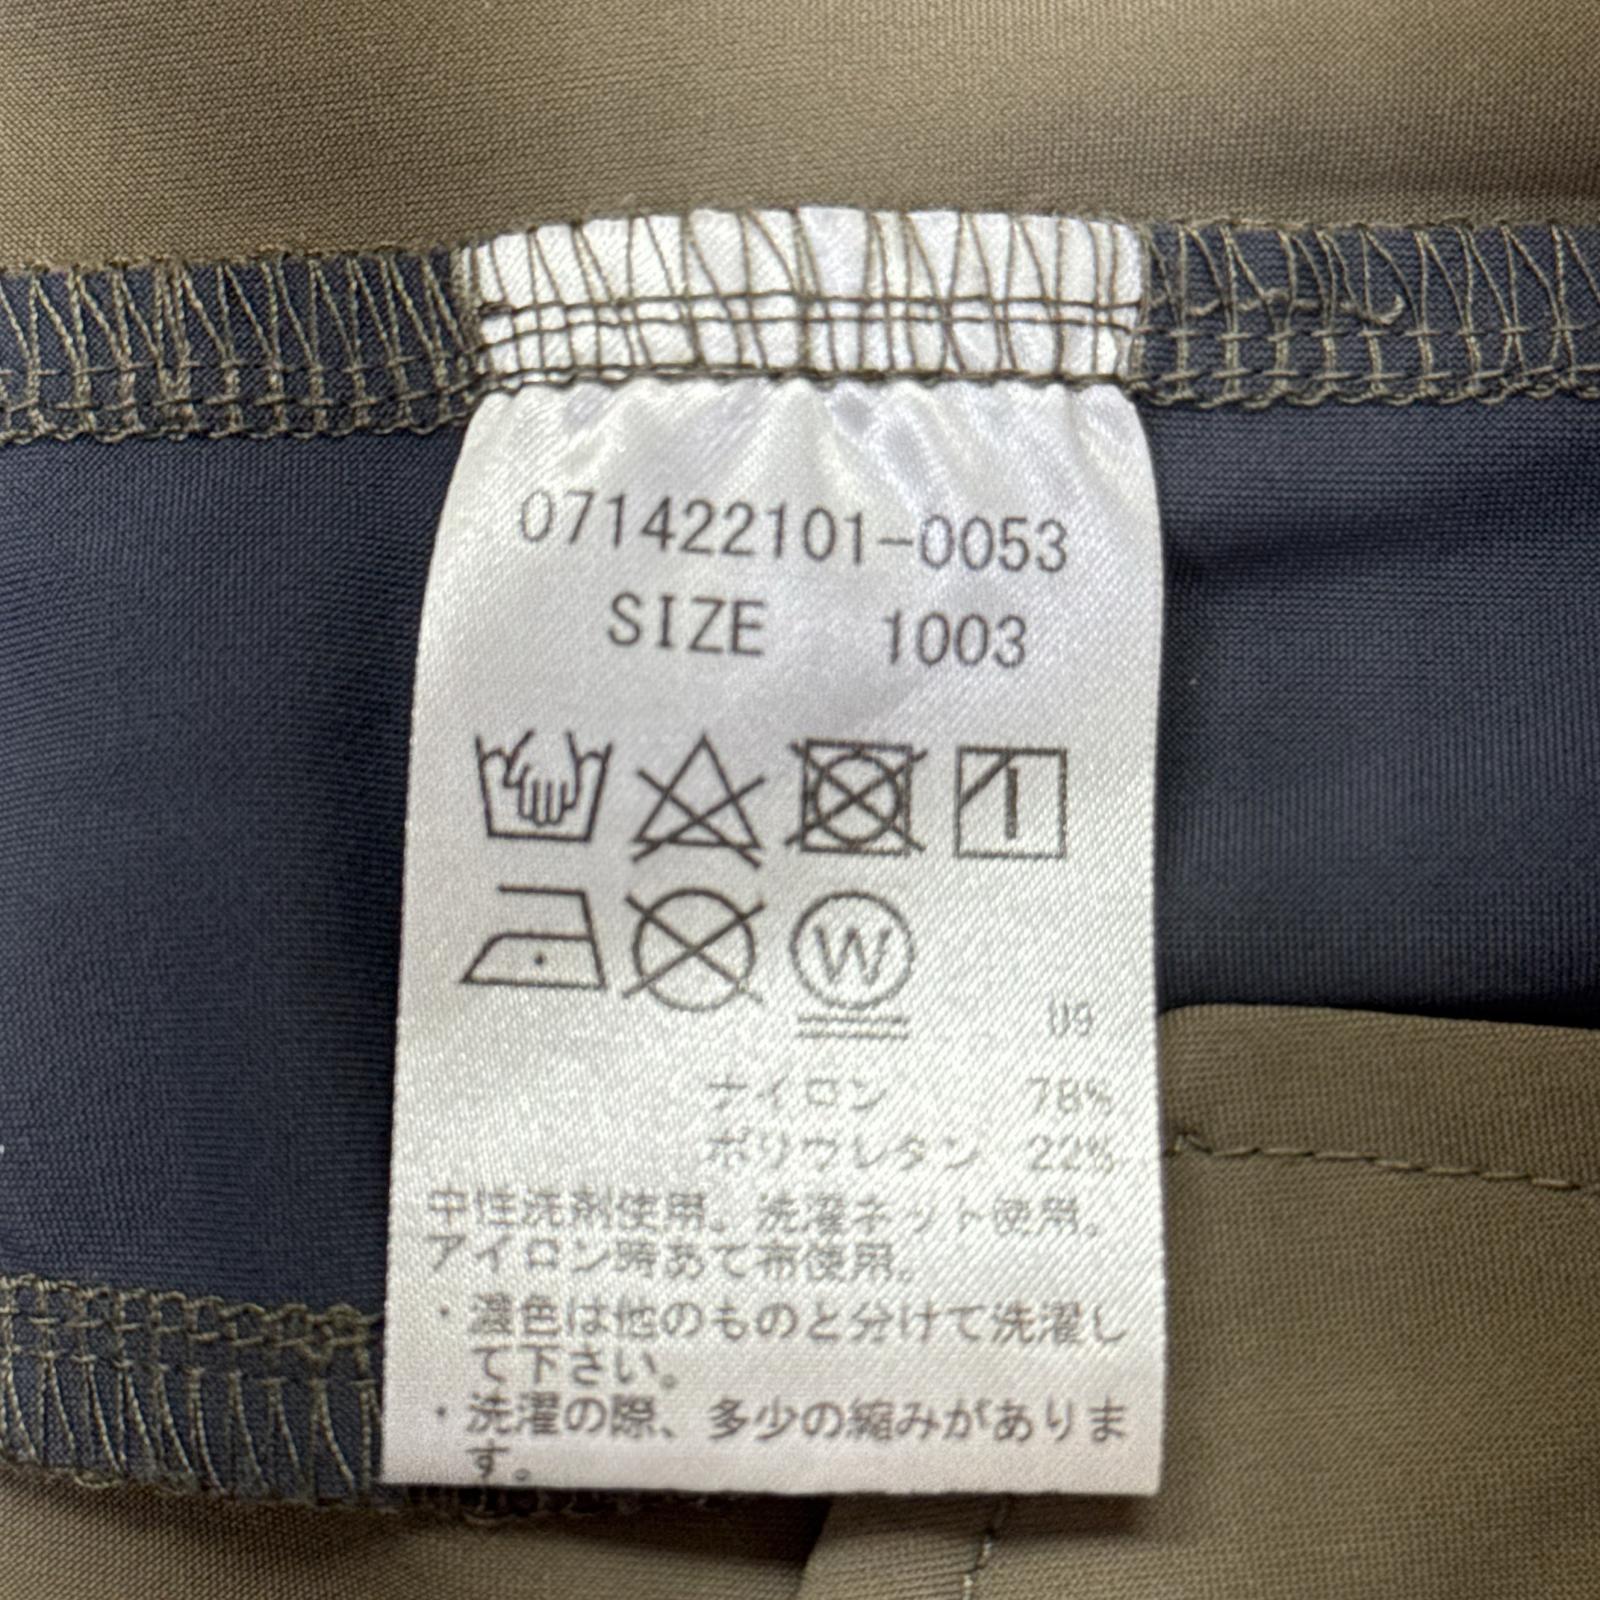 071422101-0053
SIZE 1003
W
U9
ナイロン 78%
ポリウレタン 22%
中性洗剤使用。洗濯ネット使用。
アイロン時あて布使用。
・濃色は他のものと分けて洗濯し
て下さい。
・洗濯の際、多少の縮みがありま
す。